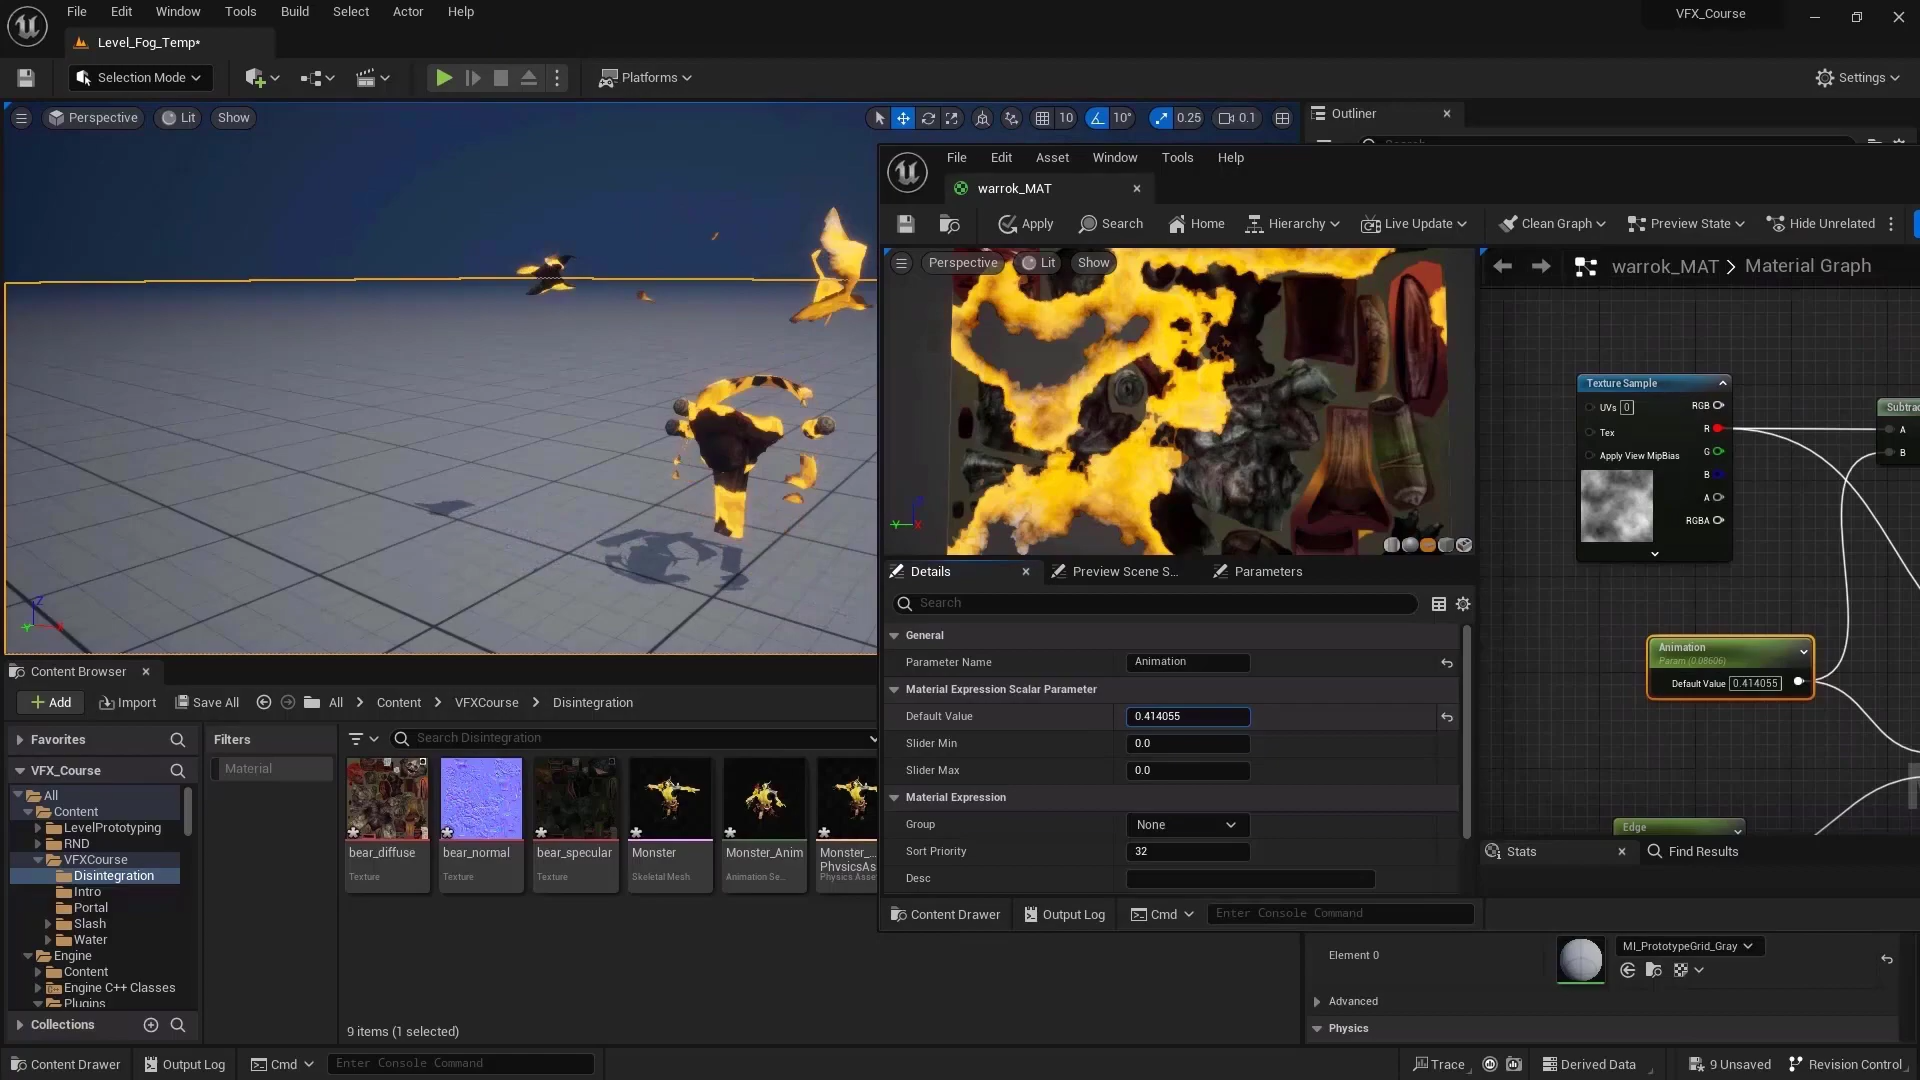 File Edit Window Tools Build Select Actor Help
VFX_Course
Level_Fog_Temp*
Selection Mode
Platforms
Settings
Perspective Lit Show
10 10° 0.25 0.1
Outliner
File Edit Asset Window Tools Help
warrok_MAT
Apply Search Home Hierarchy Live Update Clean Graph Preview State Hide Unrelated
Perspective Lit Show
warrok_MAT > Material Graph
Texture Sample
UVs 0 RGB
R
Tex
G
Apply View MipBias
B
A
RGBA
Subtrac
A
B
Details
Preview Scene S...
Parameters
Search
General
Parameter Name Animation
Material Expression Scalar Parameter
Default Value 0.414055
Slider Min 0.0
Slider Max 0.0
Material Expression
Group None
Sort Priority 32
Desc
Animation
Param (0.08606)
Default Value 0.414055
Edge
Stats
Find Results
Content Drawer Output Log Cmd Enter Console Command
Content Browser
Add Import Save All All > Content > VFXCourse > Disintegration
Favorites
VFX_Course
All
Content
LevelPrototyping
RND
VFXCourse
Disintegration
Intro
Portal
Slash
Water
Engine
Content
Engine C++ Classes
Plugins
Collections
Filters
Material
Search Disintegration
bear_diffuse
Texture
bear_normal
Texture
bear_specular
Texture
Monster
Skeletal Mesh
Monster_Anim
Animation Se...
Monster_...
PhysicsAs
Physics Asse
9 items (1 selected)
Element 0
MI_PrototypeGrid_Gray
Advanced
Physics
Content Drawer Output Log Cmd Enter Console Command
Trace Derived Data 9 Unsaved Revision Control